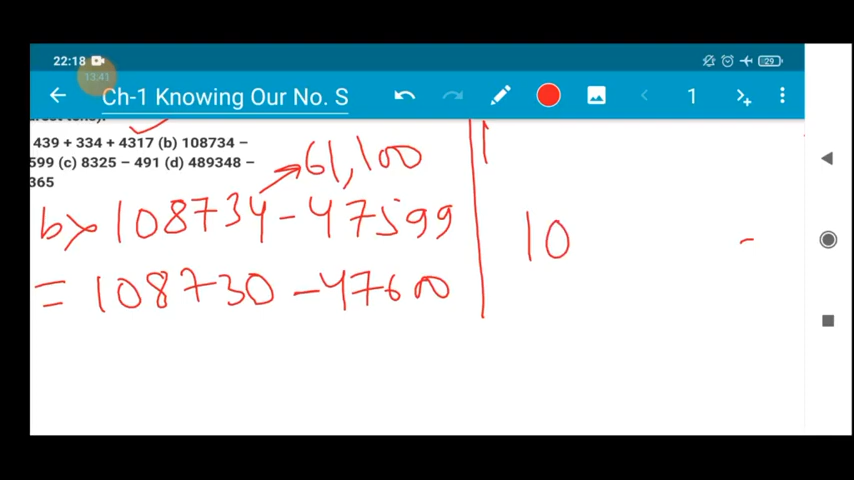 22:18 29
13:41
Ch-1 Knowing Our No. S 1
439 + 334 + 4317 (b) 108734 –
599 (c) 8325 – 491 (d) 489348 –
365
61,100
b> 108734 - 47599
= 108730 - 47600
10 -